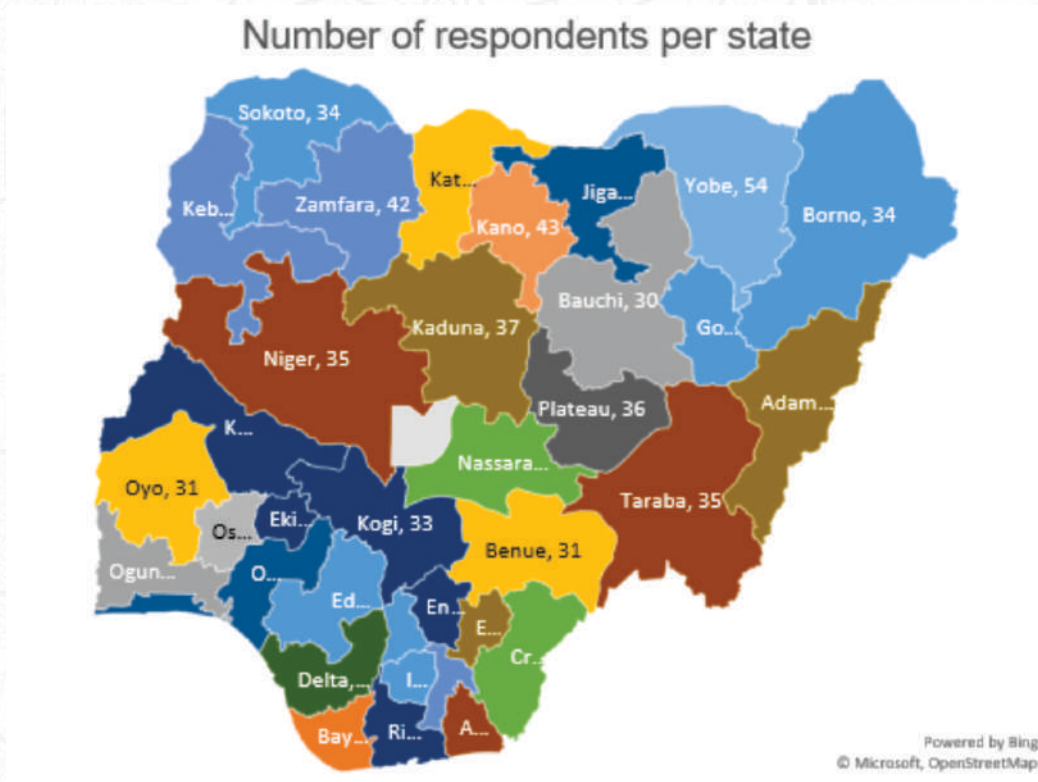 Number of respondents per state
Sokoto, 34
Kat...
Keb...
Zamfara, 42
Kano, 43
Jiga...
Yobe, 54
Borno, 34
Bauchi, 30
Kaduna, 37
Go...
Niger, 35
Plateau, 36
Adam...
K...
Nassara...
Oyo, 31
Taraba, 35
Eki...
Kogi, 33
Os...
Benue, 31
Ogun...
O...
Ed...
En...
E...
Cr...
Delta,...
I...
Bay...
Ri...
A...
Powered by Bing
© Microsoft, OpenStreetMap